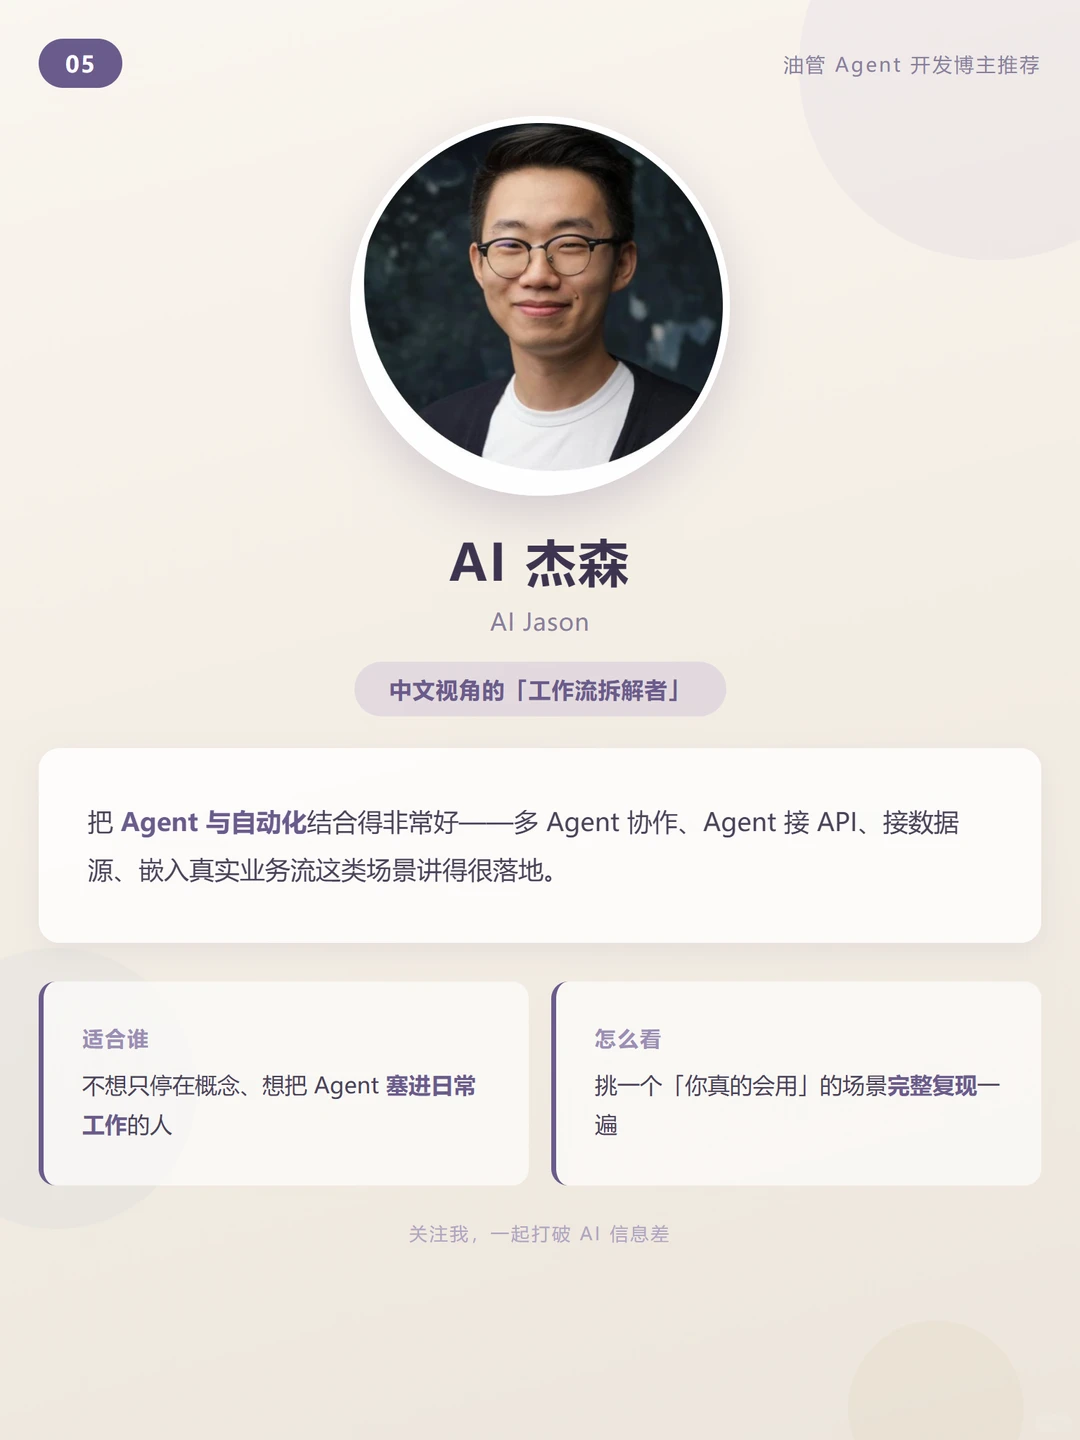 05
油管 Agent 开发博主推荐
AI 杰森
AI Jason
中文视角的「工作流拆解者」
把 Agent 与自动化结合得非常好——多 Agent 协作、Agent 接 API、接数据
源、嵌入真实业务流这类场景讲得很落地。
适合谁
不想只停在概念、想把 Agent 塞进日常
工作的人
怎么看
挑一个「你真的会用」的场景完整复现一
遍
关注我，一起打破 AI 信息差